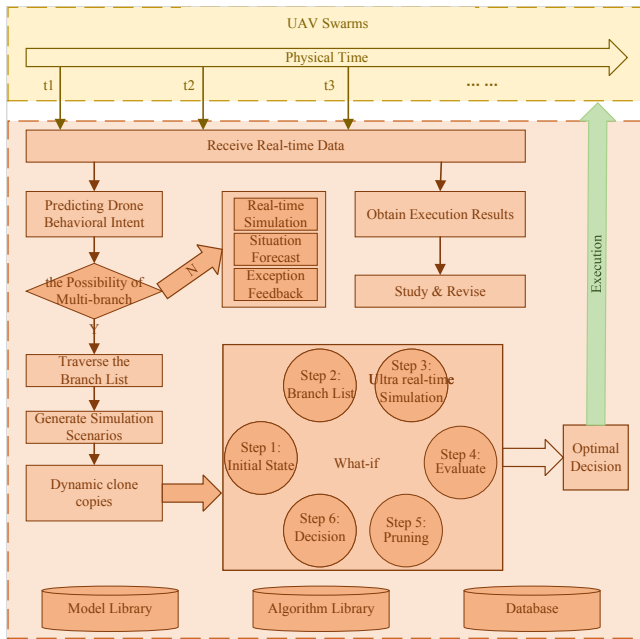 UAV Swarms
Physical Time
t1
t2
t3
... ...
Receive Real-time Data
Predicting Drone
Behavioral Intent
Real-time
Simulation
Situation
Forecast
Exception
Feedback
Obtain Execution Results
Study & Revise
the Possibility of
Multi-branch
N
Y
Traverse the
Branch List
Generate Simulation
Scenarios
Dynamic clone
copies
Step 1:
Initial State
Step 2:
Branch List
Step 3:
Ultra real-time
Simulation
Step 4:
Evaluate
What-if
Step 5:
Pruning
Step 6:
Decision
Optimal
Decision
Execution
Model Library
Algorithm Library
Database